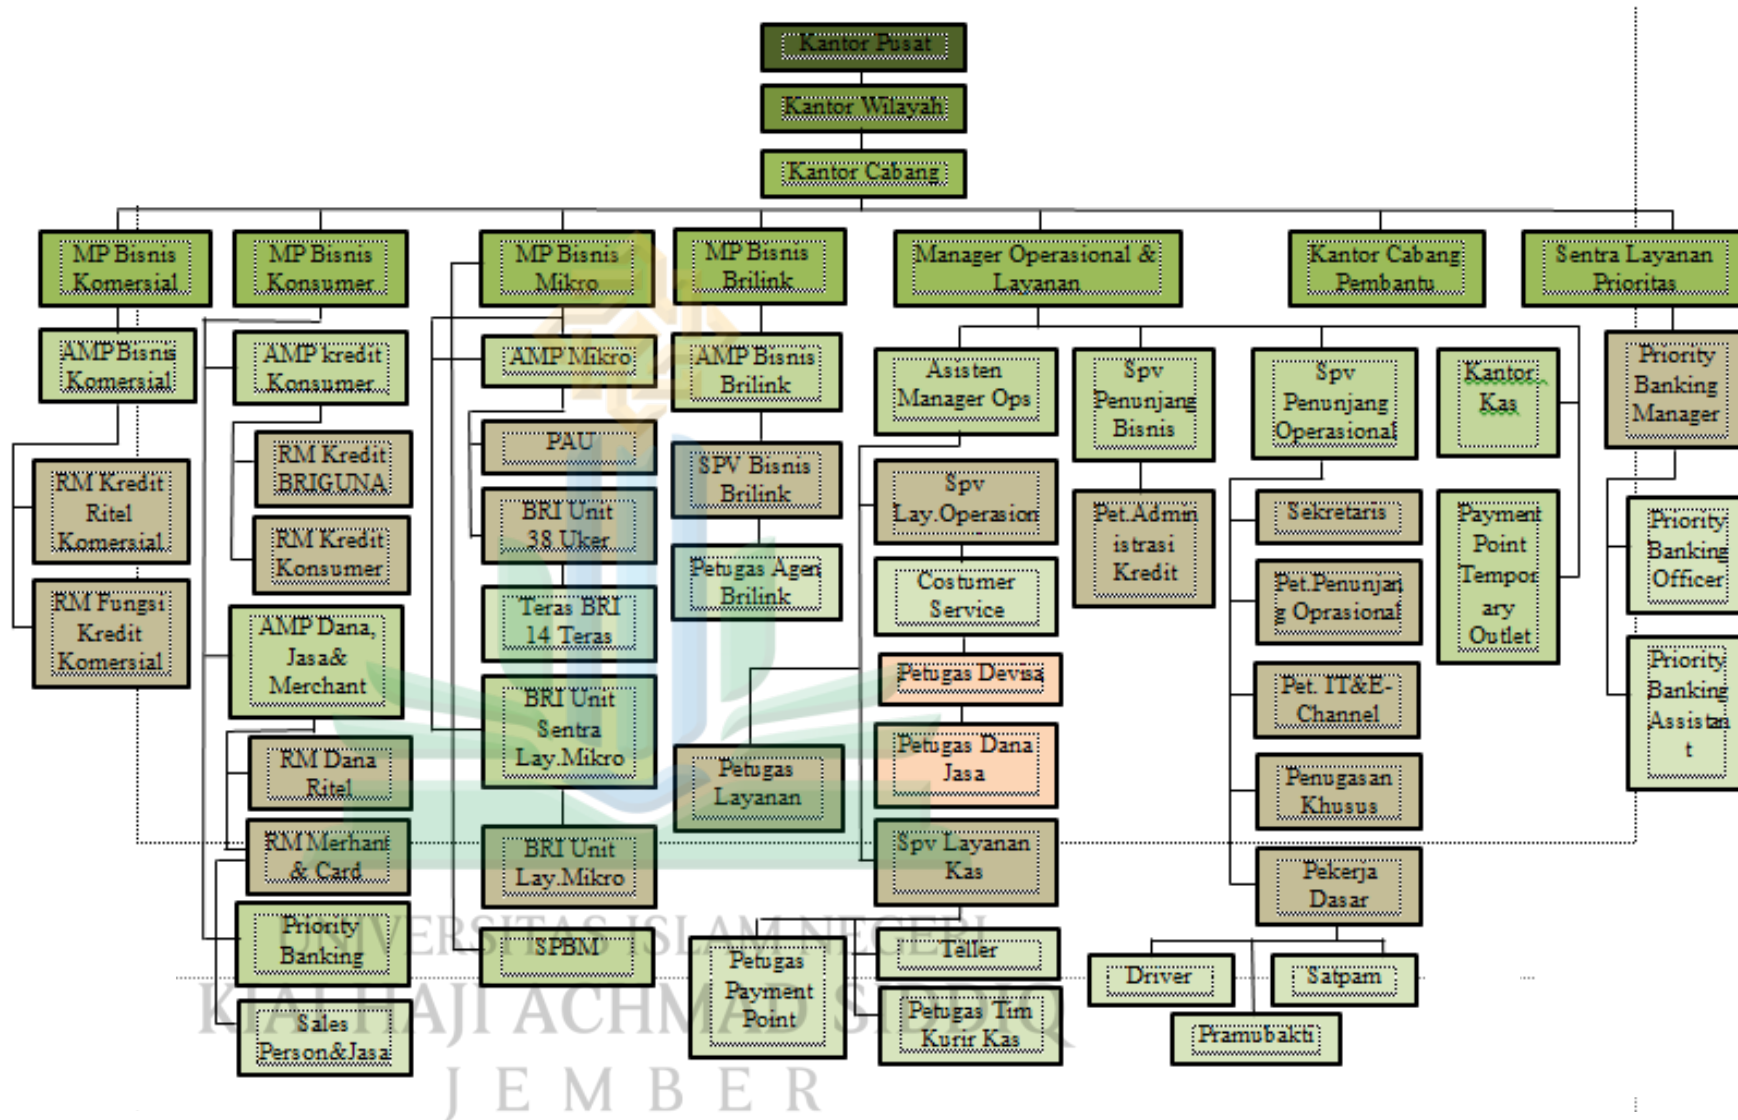 Kantor Pusat
Kantor Wilayah
Kantor Cabang
MP Bisnis
Komersial
MP Bisnis
Konsumer
MP Bisnis
Mikro
MP Bisnis
Brilink
Manager Operasional &
Layanan
Kantor Cabang
Pembantu
Sentra Layanan
Prioritas
AMP Bisnis
Komersial
AMP kredit
Konsumer
AMP Mikro
AMP Bisnis
Brilink
Asisten
Manager Ops
Spv
Penunjang
Bisnis
Spv
Penunjang
Operasional
Kantor
Kas
Priority
Banking
Manager
RM Kredit
Ritel
Komersial
RM Kredit
BRIGUNA
PAU
SPV Bisnis
Brilink
Spv
Lay.Operasion
Pet.Admin
istrasi
Kredit
Sekretaris
Payment
Point
Tempor
ary
Outlet
Priority
Banking
Officer
RM Kredit
Konsumer
BRI Unit
38 Uker
Petugas Agen
Brilink
Costumer
Service
Pet.Penunjan
g Oprasional
RM Fungsi
Kredit
Komersial
AMP Dana,
Jasa&
Merchant
Teras BRI
14 Teras
Petugas Devisa
Pet. IT&E-
Channel
Priority
Banking
Assistan
t
BRI Unit
Sentra
Lay.Mikro
RM Dana
Ritel
Petugas
Layanan
Petugas Dana
Jasa
Penugasan
Khusus
RM Merhant
& Card
BRI Unit
Lay.Mikro
Spv Layanan
Kas
Pekerja
Dasar
Priority
Banking
SPBM
Petugas
Payment
Point
Teller
Driver
Satpam
Sales
Person&Jasa
Petugas Tim
Kurir Kas
Pramubakti
UNIVERSITAS ISLAM NEGERI
KIAI HAJI ACHMAD SIDDIQ
JEMBER